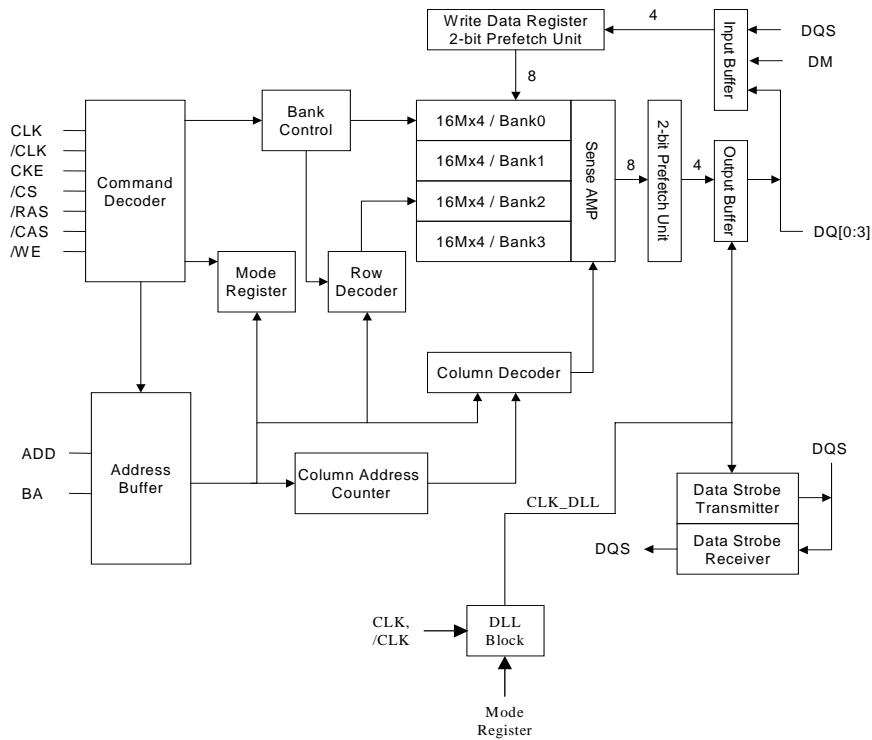 Write Data Register
2-bit Prefetch Unit
4
Input Buffer
DQS
DM
8
Bank
Control
16Mx4 / Bank0
16Mx4 / Bank1
16Mx4 / Bank2
16Mx4 / Bank3
Sense AMP
8
2-bit Prefetch Unit
4
Output Buffer
DQ[0:3]
CLK
/CLK
CKE
/CS
/RAS
/CAS
/WE
Command
Decoder
Mode
Register
Row
Decoder
Column Decoder
ADD
BA
Address
Buffer
Column Address
Counter
CLK_DLL
DQS
Data Strobe
Transmitter
Data Strobe
Receiver
DQS
CLK,
/CLK
DLL
Block
Mode
Register